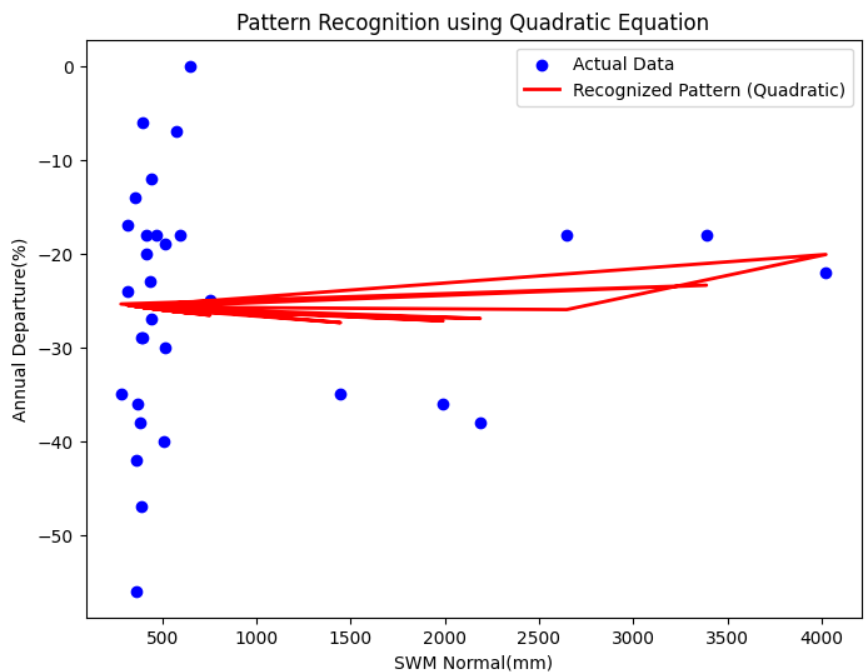 Pattern Recognition using Quadratic Equation
Actual Data
Recognized Pattern (Quadratic)
0
−10
−20
−30
−40
−50
Annual Departure(%)
500 1000 1500 2000 2500 3000 3500 4000
SWM Normal(mm)